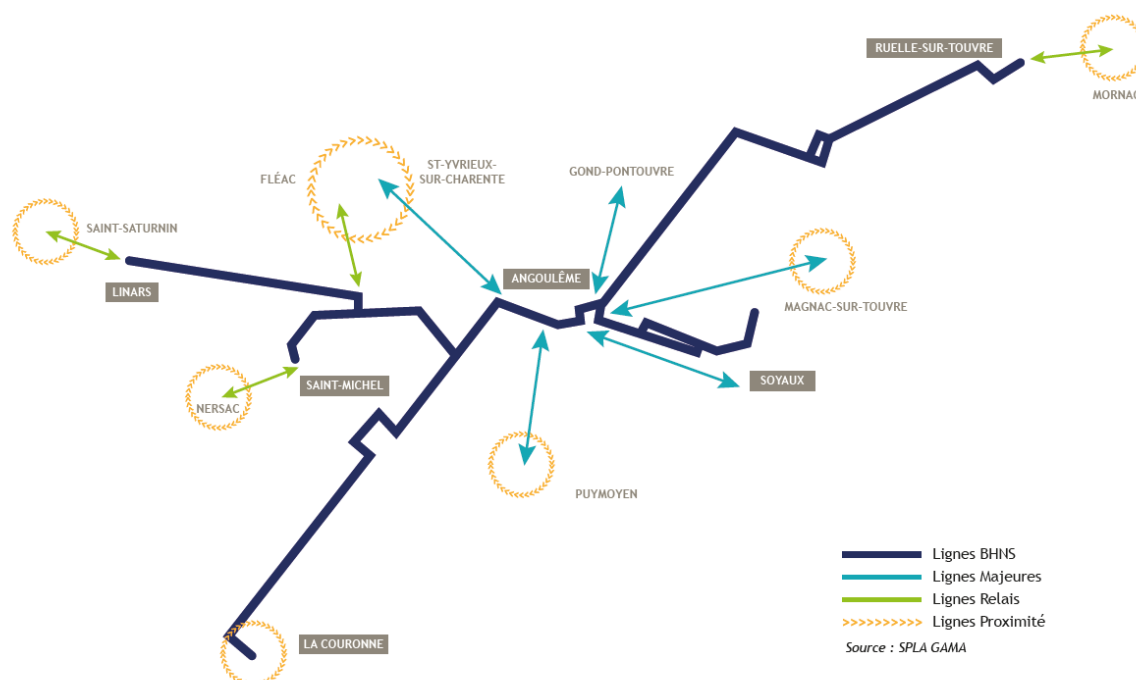 RUELLE-SUR-TOUVRE
MORNAC
ST-YVRIEUX-
SUR-CHARENTE
FLÉAC
GOND-PONTOUVRE
SAINT-SATURNIN
ANGOULÊME
LINARS
MAGNAC-SUR-TOUVRE
SAINT-MICHEL
SOYAUX
NERSAC
PUYMOYEN
LA COURONNE
Lignes BHNS
Lignes Majeures
Lignes Relais
Lignes Proximité
Source : SPLA GAMA